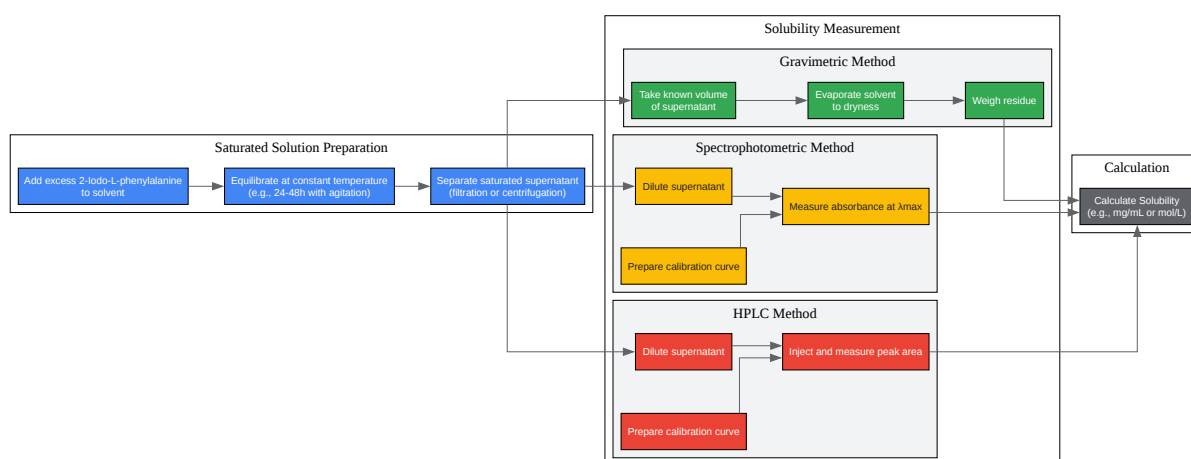 Solubility Measurement
Gravimetric Method
Take known volume
of supernatant
Evaporate solvent
to dryness
Weigh residue
Saturated Solution Preparation
Add excess 2-Iodo-L-phenylalanine
to solvent
Equilibrate at constant temperature
(e.g., 24-48h with agitation)
Separate saturated supernatant
(filtration or centrifugation)
Spectrophotometric Method
Dilute supernatant
Measure absorbance at λmax
Prepare calibration curve
HPLC Method
Dilute supernatant
Inject and measure peak area
Prepare calibration curve
Calculation
Calculate Solubility
(e.g., mg/mL or mol/L)